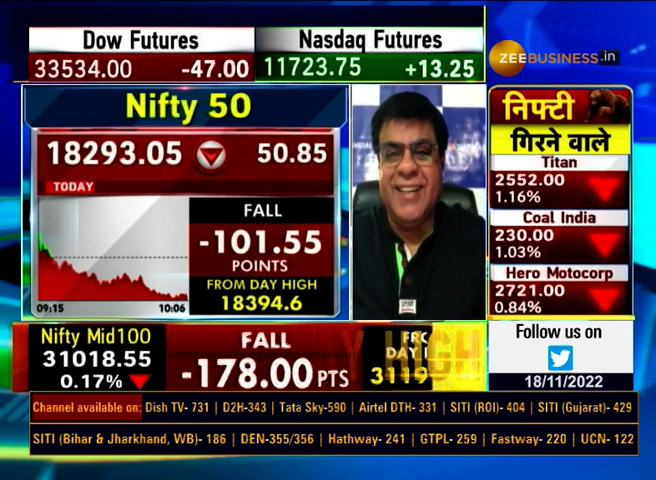 Dow Futures
33534.00 -47.00
Nasdaq Futures
11723.75 +13.25
ZEEBUSINESS.in
Nifty 50
18293.05 50.85
TODAY
FALL
-101.55
POINTS
FROM DAY HIGH
18394.6
09:15 10:06
निफ्टी
गिरने वाले
Titan
2552.00
1.16%
Coal India
230.00
1.03%
Hero Motocorp
2721.00
0.84%
Nifty Mid100
31018.55
0.17%
FALL
-178.00 PTS
DAY
HIGH
Follow us on
18/11/2022
Channel available on: Dish TV- 731 | D2H-343 | Tata Sky-590 | Airtel DTH- 331 | SITI (ROI)- 404 | SITI (Gujarat)- 429
SITI (Bihar & Jharkhand, WB)- 186 | DEN-355/356 | Hathway- 241 | GTPL- 259 | Fastway- 220 | UCN- 122